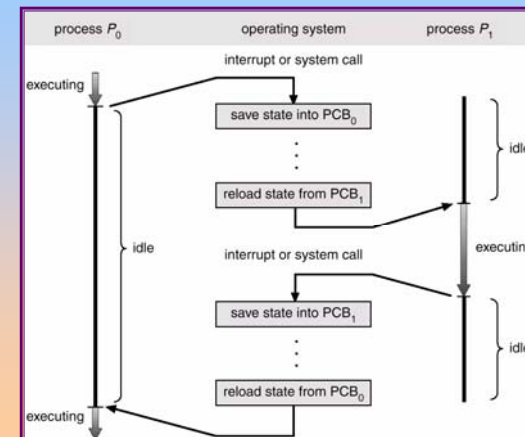 process P0 operating system process P1
interrupt or system call
executing
save state into PCB0
idle
reload state from PCB1
idle
interrupt or system call
executing
save state into PCB1
idle
reload state from PCB0
executing